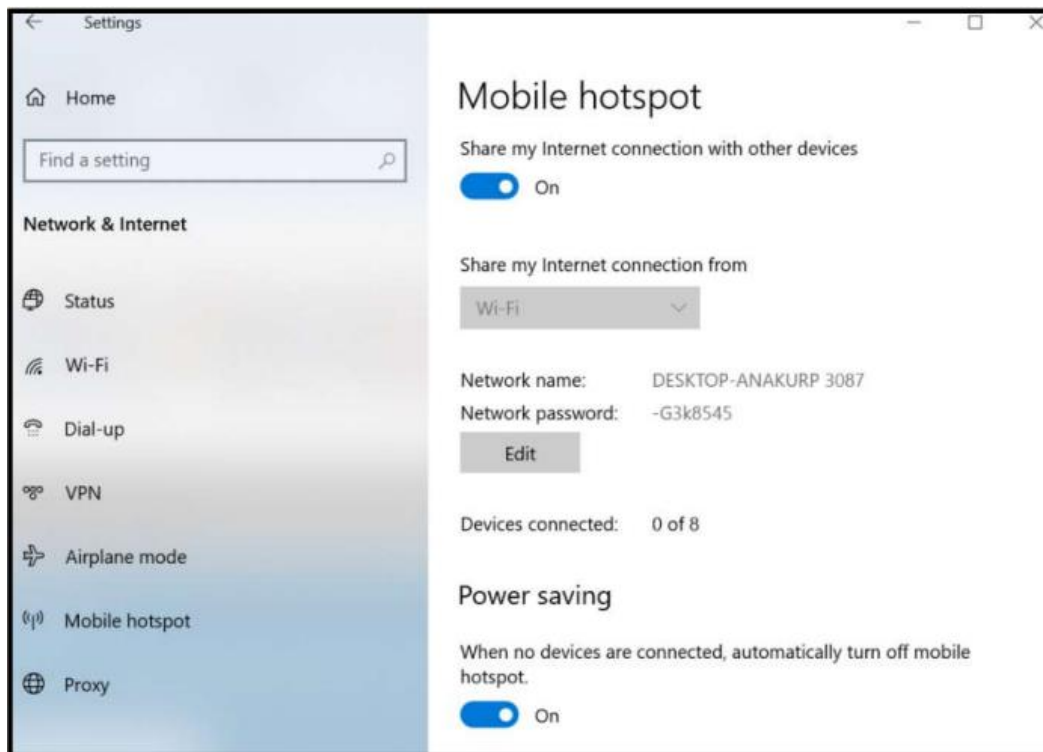 Settings
Home
Find a setting
Network & Internet
Status
Wi-Fi
Dial-up
VPN
Airplane mode
Mobile hotspot
Proxy
Mobile hotspot
Share my Internet connection with other devices
On
Share my Internet connection from
Wi-Fi
Network name: DESKTOP-ANAKURP 3087
Network password: -G3k8545
Edit
Devices connected: 0 of 8
Power saving
When no devices are connected, automatically turn off mobile
hotspot.
On